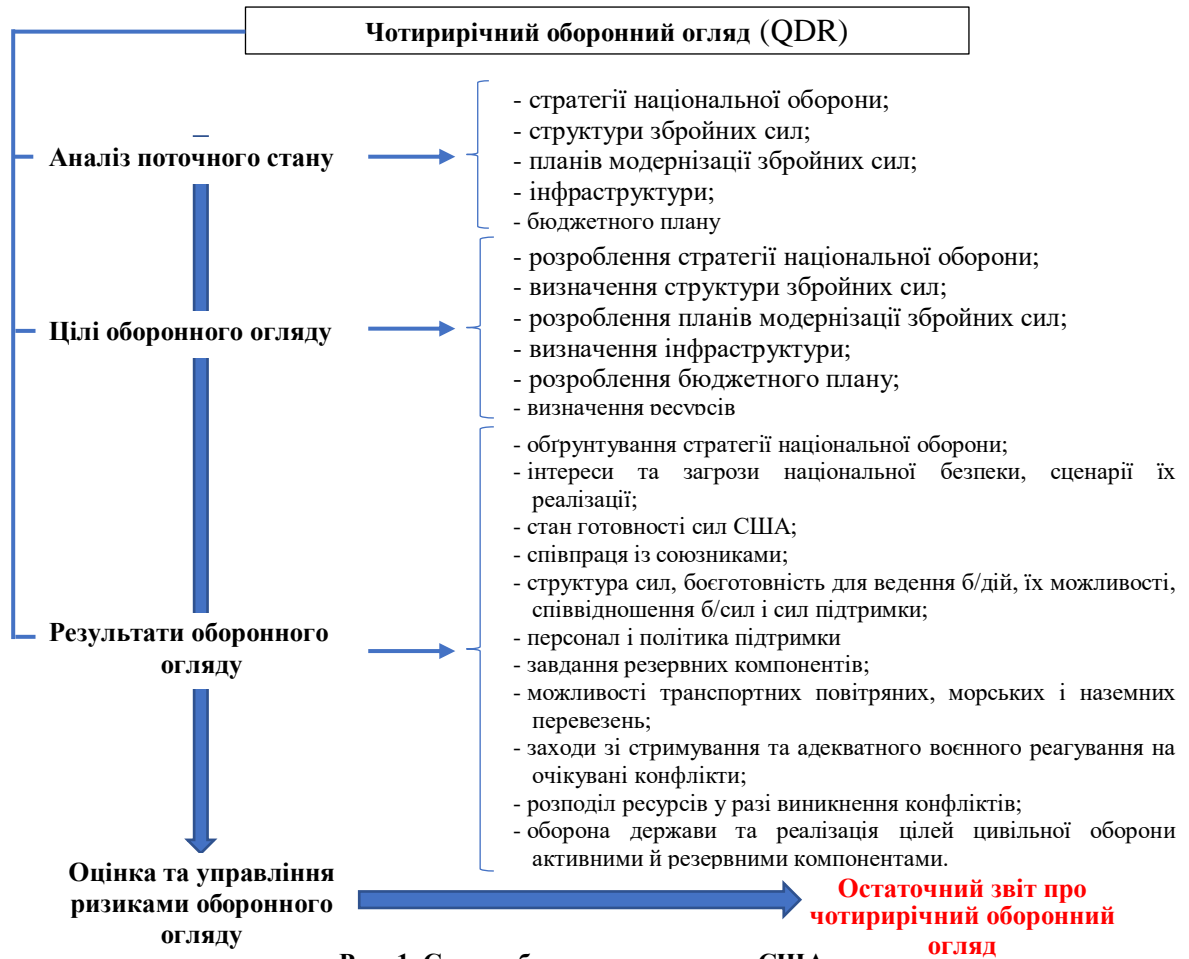 Чотирирічний оборонний огляд (QDR)
- стратегії національної оборони;
- структури збройних сил;
Аналіз поточного стану
- планів модернізації збройних сил;
- інфраструктури;
- бюджетного плану
- розроблення стратегії національної оборони;
- визначення структури збройних сил;
Цілі оборонного огляду
- розроблення планів модернізації збройних сил;
- визначення інфраструктури;
- розроблення бюджетного плану;
- визначення ресурсів
- обґрунтування стратегії національної оборони;
- інтереси та загрози національної безпеки, сценарії їх
реалізації;
- стан готовності сил США;
- співпраця із союзниками;
- структура сил, боєготовність для ведення б/дій, їх можливості,
співвідношення б/сил і сил підтримки;
Результати оборонного
огляду
- персонал і політика підтримки
- завдання резервних компонентів;
- можливості транспортних повітряних, морських і наземних
перевезень;
- заходи зі стримування та адекватного воєнного реагування на
очікувані конфлікти;
- розподіл ресурсів у разі виникнення конфліктів;
- оборона держави та реалізація цілей цивільної оборони
активними й резервними компонентами.
Оцінка та управління
ризиками оборонного
огляду
Остаточний звіт про
чотирирічний оборонний
огляд